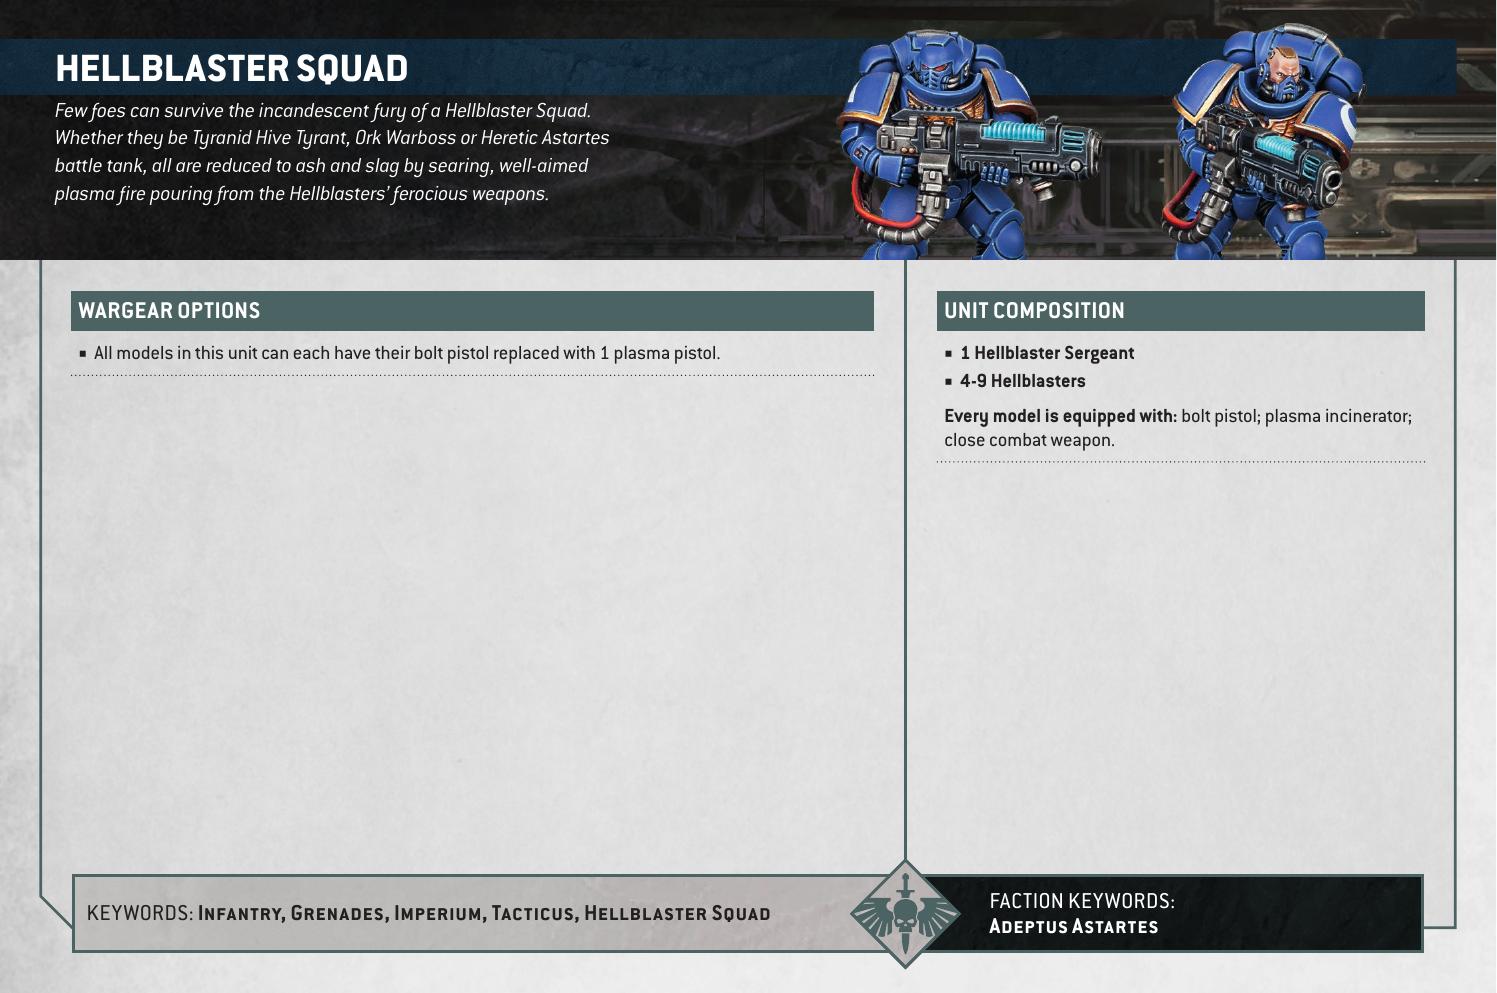 HELLBLASTER SQUAD
Few foes can survive the incandescent fury of a Hellblaster Squad.
Whether they be Tyranid Hive Tyrant, Ork Warboss or Heretic Astartes
battle tank, all are reduced to ash and slag by searing, well-aimed
plasma fire pouring from the Hellblasters’ ferocious weapons.
WARGEAR OPTIONS
▪ All models in this unit can each have their bolt pistol replaced with 1 plasma pistol.
UNIT COMPOSITION
▪ 1 Hellblaster Sergeant
▪ 4-9 Hellblasters
Every model is equipped with: bolt pistol; plasma incinerator;
close combat weapon.
KEYWORDS: Infantry, Grenades, Imperium, Tacticus, Hellblaster Squad
FACTION KEYWORDS:
Adeptus Astartes